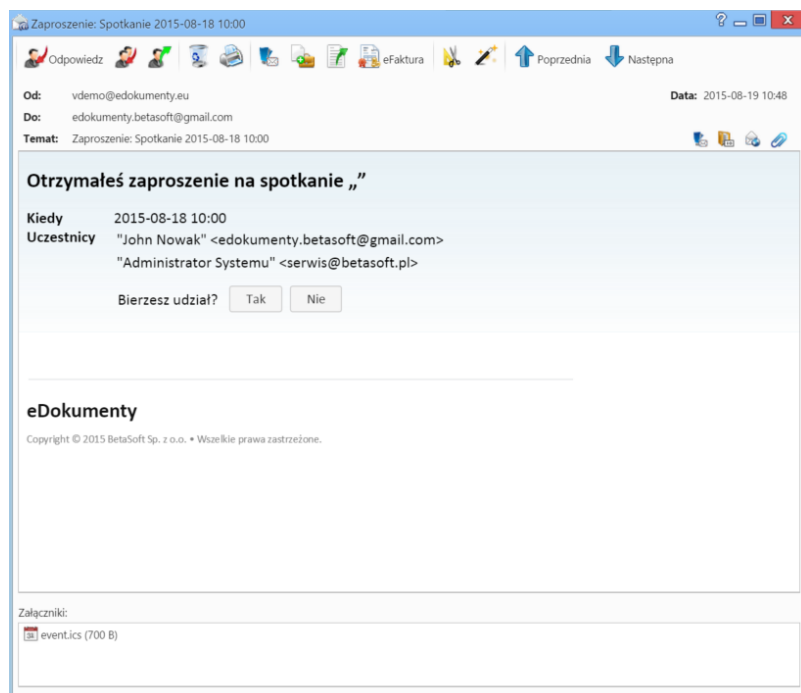 Zaproszenie: Spotkanie 2015-08-18 10:00
Odpowiedz eFaktura Poprzednia Następna
Od: vdemo@edokumenty.eu Data: 2015-08-19 10:48
Do: edokumenty.betasoft@gmail.com
Temat: Zaproszenie: Spotkanie 2015-08-18 10:00
Otrzymałeś zaproszenie na spotkanie „”
Kiedy 2015-08-18 10:00
Uczestnicy "John Nowak" <edokumenty.betasoft@gmail.com>
"Administrator Systemu" <serwis@betasoft.pl>
Bierzesz udział? Tak Nie
eDokumenty
Copyright © 2015 BetaSoft Sp. z o.o. • Wszelkie prawa zastrzeżone.
Załączniki:
event.ics (700 B)